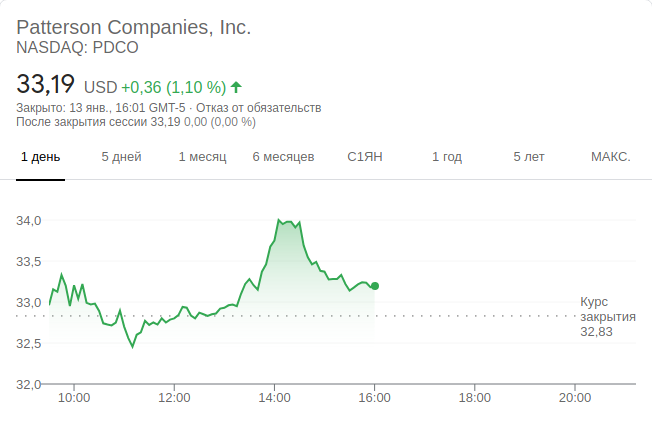 Patterson Companies, Inc.
NASDAQ: PDCO
33,19 USD +0,36 (1,10 %)
Закрыто: 13 янв., 16:01 GMT-5 · Отказ от обязательств
После закрытия сессии 33,19 0,00 (0,00 %)
1 день 5 дней 1 месяц 6 месяцев С1ЯН 1 год 5 лет МАКС.
34,0
33,5
33,0
32,5
32,0
Курс
закрытия
32,83
10:00 12:00 14:00 16:00 18:00 20:00